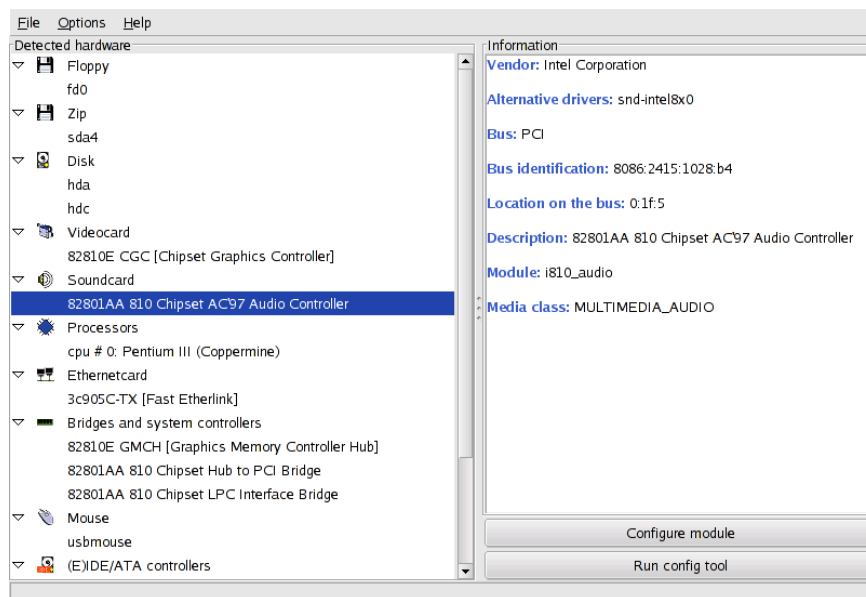 File Options Help
Detected hardware
Floppy
fd0
Zip
sda4
Disk
hda
hdc
Videocard
82810E CGC [Chipset Graphics Controller]
Soundcard
82801AA 810 Chipset AC'97 Audio Controller
Processors
cpu # 0: Pentium III (Coppermine)
Ethernetcard
3c905C-TX [Fast Etherlink]
Bridges and system controllers
82810E GMCH [Graphics Memory Controller Hub]
82801AA 810 Chipset Hub to PCI Bridge
82801AA 810 Chipset LPC Interface Bridge
Mouse
usbmouse
(E)IDE/ATA controllers
Information
Vendor: Intel Corporation
Alternative drivers: snd-intel8x0
Bus: PCI
Bus identification: 8086:2415:1028:b4
Location on the bus: 0:1f:5
Description: 82801AA 810 Chipset AC'97 Audio Controller
Module: i810_audio
Media class: MULTIMEDIA_AUDIO
Configure module
Run config tool